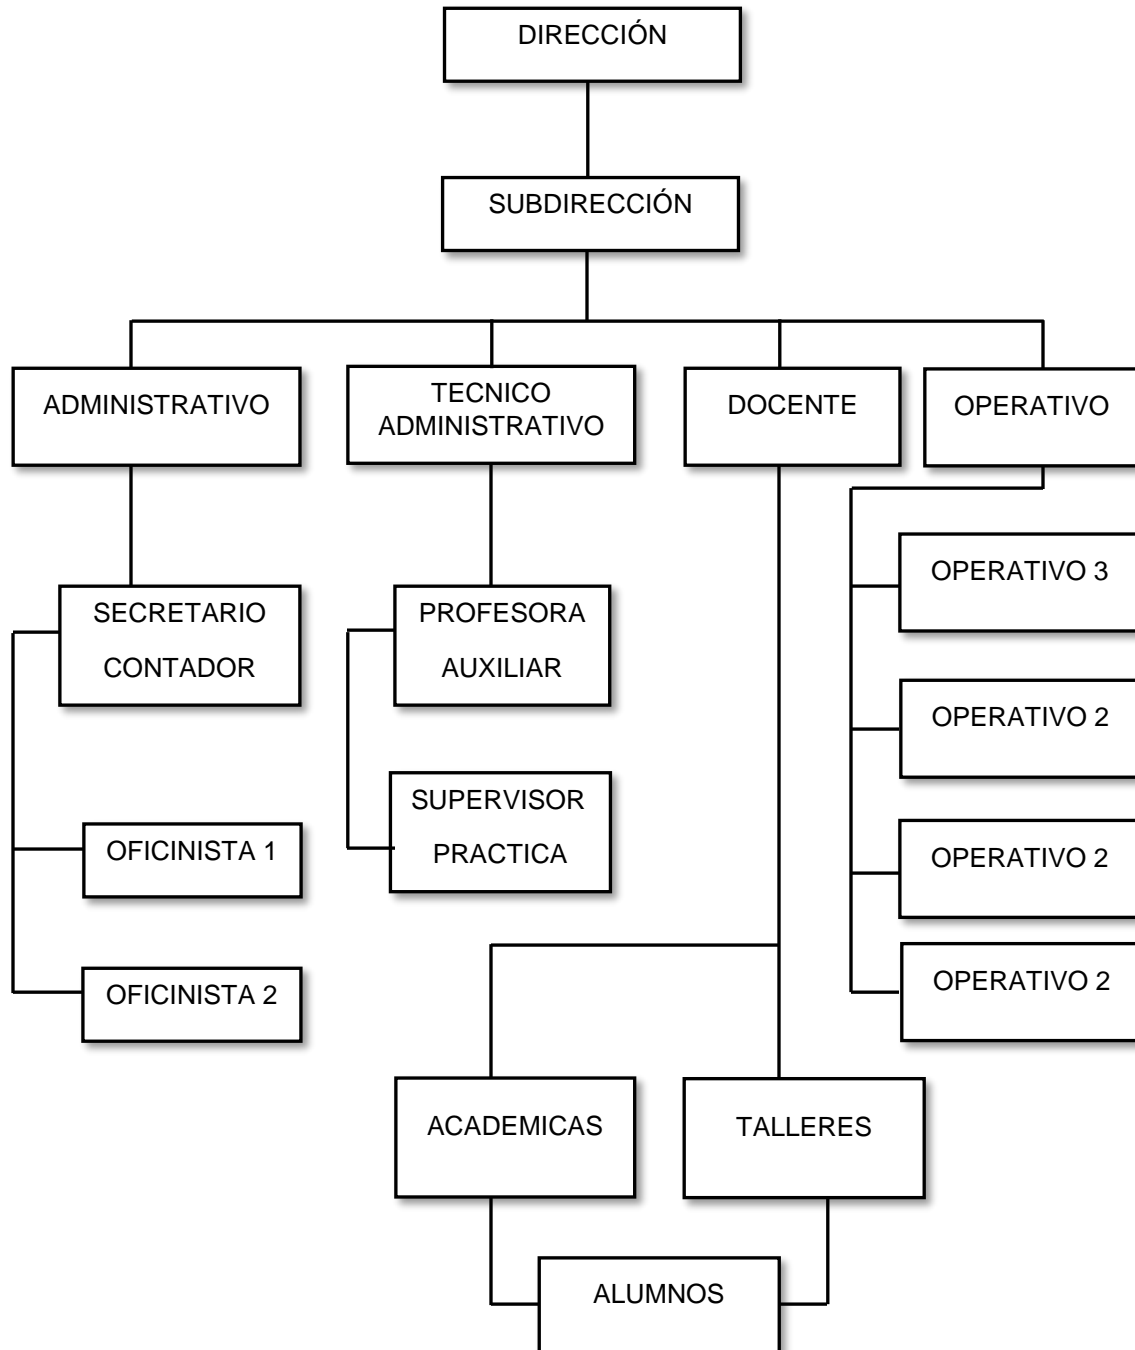 DIRECCIÓN
SUBDIRECCIÓN
ADMINISTRATIVO
TECNICO
ADMINISTRATIVO
DOCENTE
OPERATIVO
SECRETARIO
CONTADOR
PROFESORA
AUXILIAR
OPERATIVO 3
OPERATIVO 2
SUPERVISOR
PRACTICA
OFICINISTA 1
OPERATIVO 2
OFICINISTA 2
OPERATIVO 2
ACADEMICAS
TALLERES
ALUMNOS